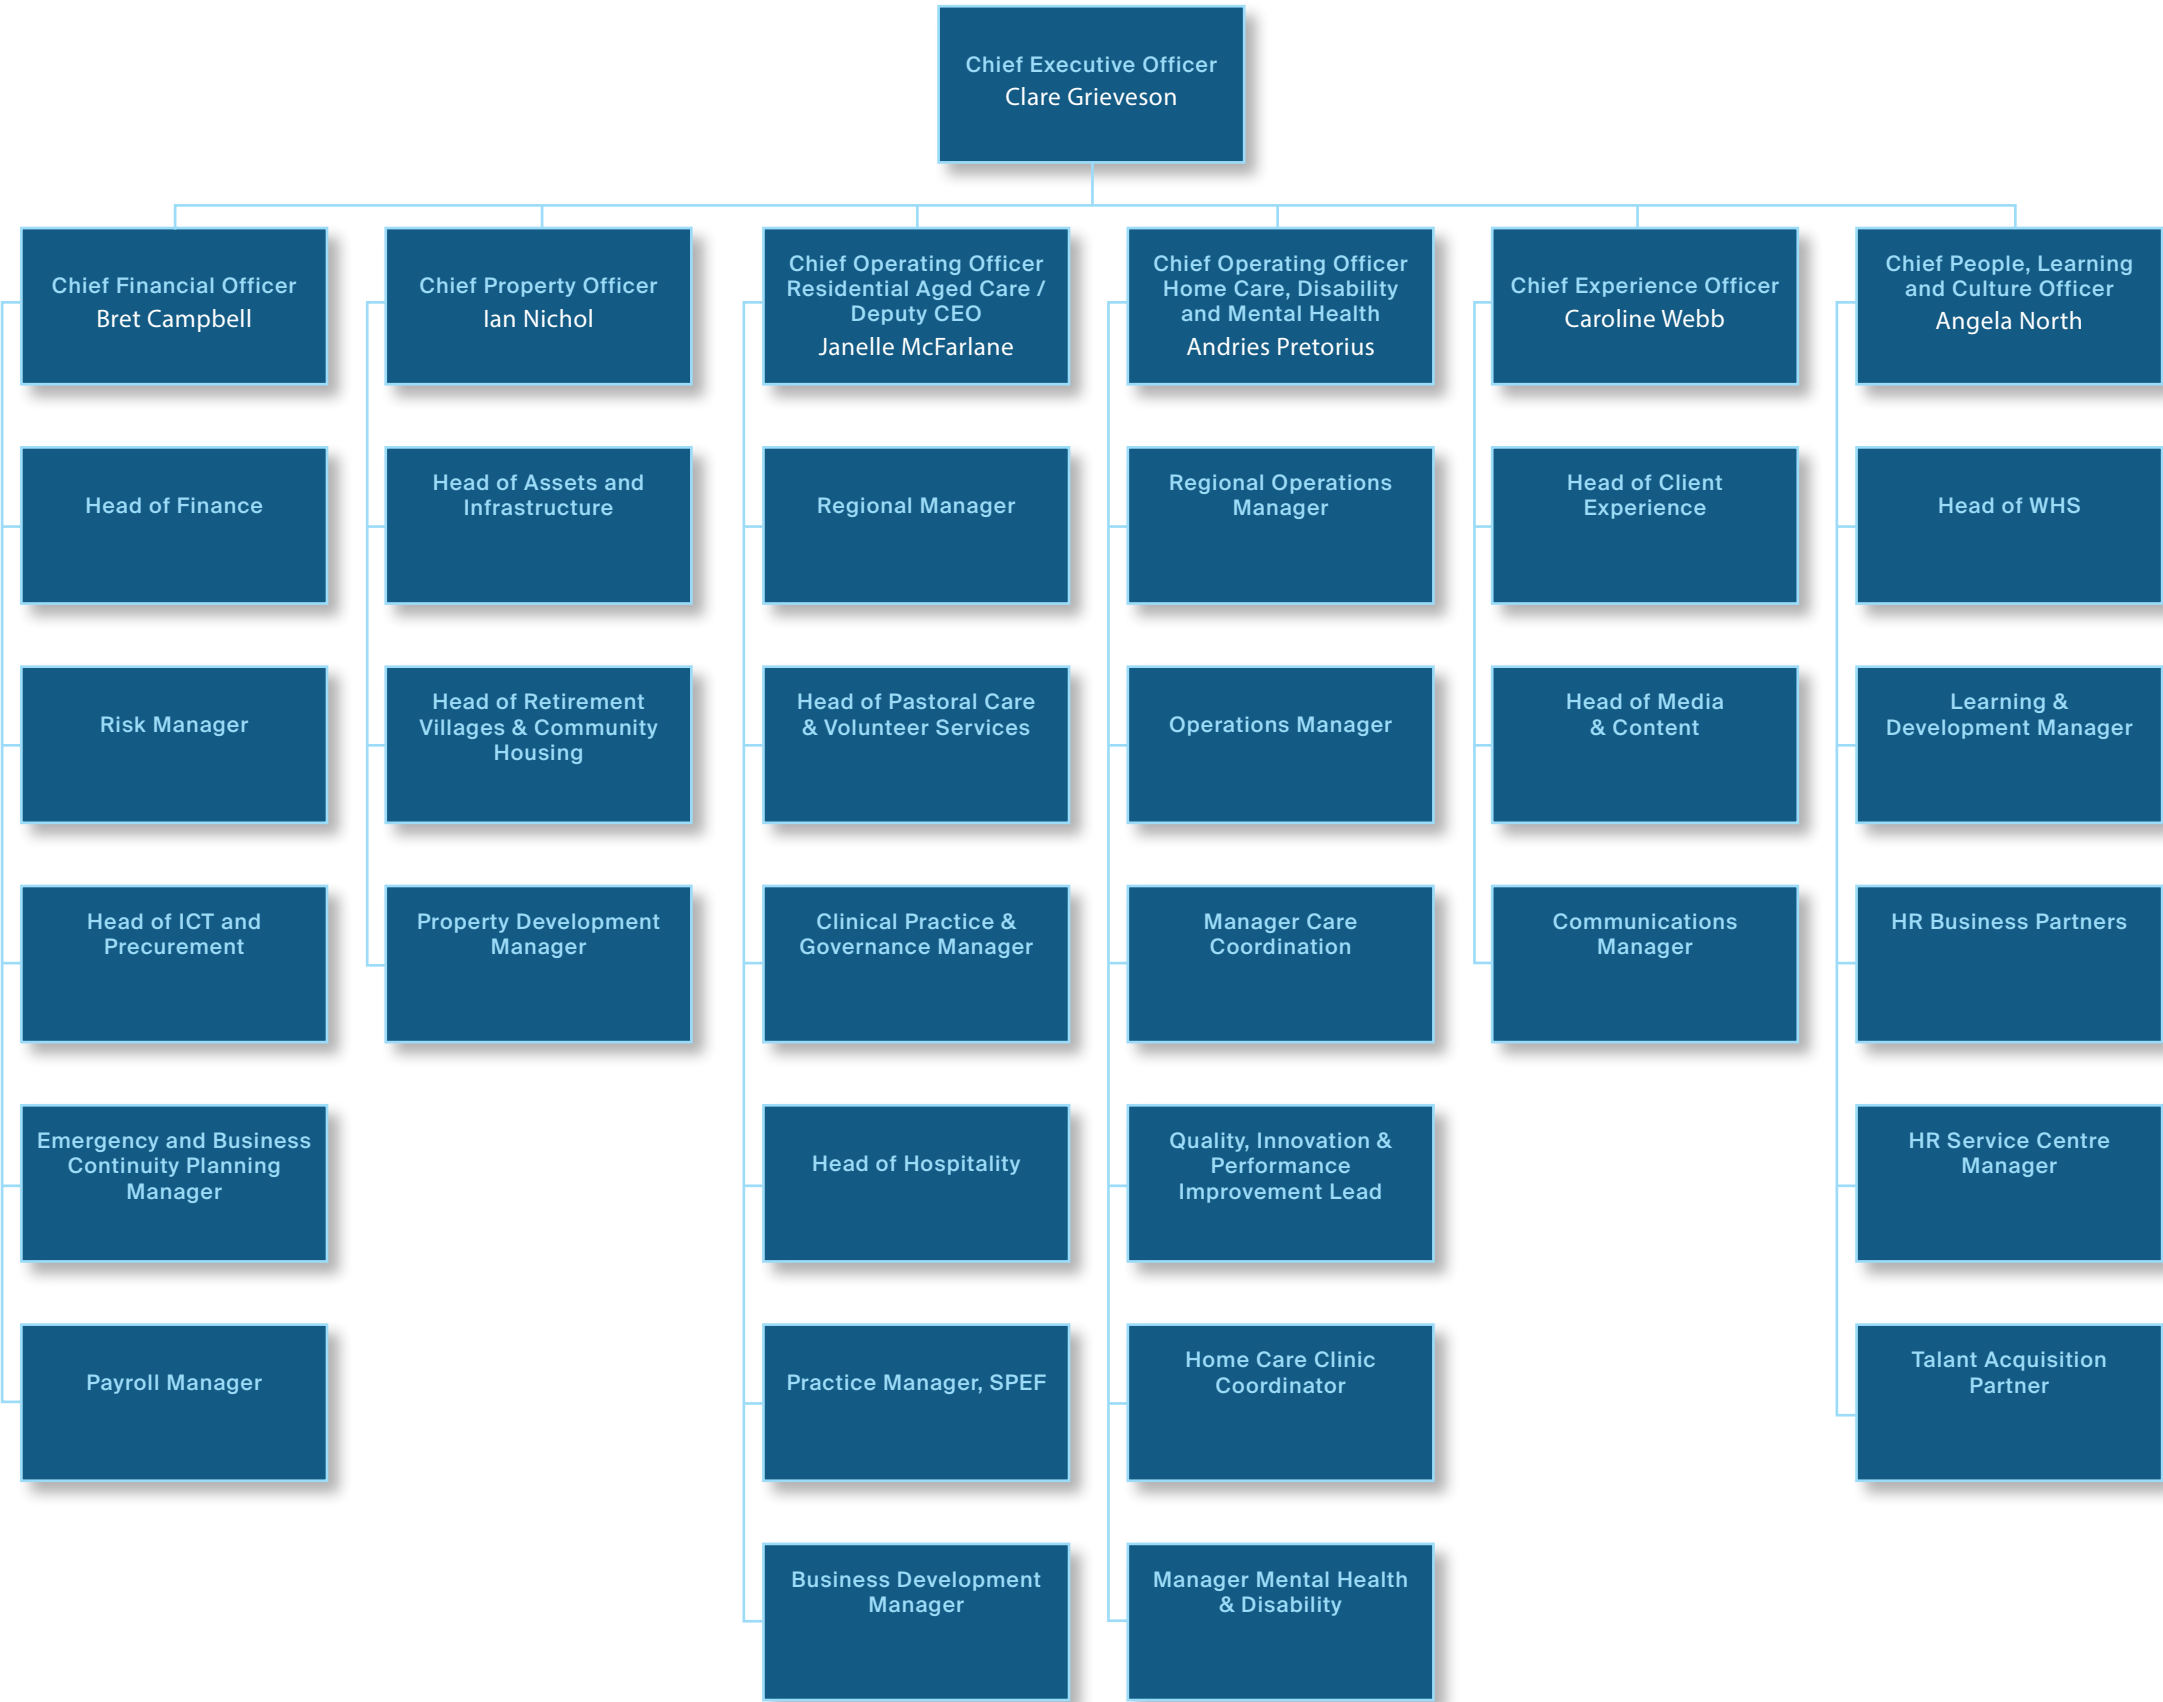 Chief Executive Officer
Clare Grieveson
Chief Financial Officer
Bret Campbell
Chief Property Officer
Ian Nichol
Chief Operating Officer
Residential Aged Care /
Deputy CEO
Janelle McFarlane
Chief Operating Officer
Home Care, Disability
and Mental Health
Andries Pretorius
Chief Experience Officer
Caroline Webb
Chief People, Learning
and Culture Officer
Angela North
Head of Finance
Head of Assets and
Infrastructure
Regional Manager
Regional Operations
Manager
Head of Client
Experience
Head of WHS
Risk Manager
Head of Retirement
Villages & Community
Housing
Head of Pastoral Care
& Volunteer Services
Operations Manager
Head of Media
& Content
Learning &
Development Manager
Head of ICT and
Precurement
Property Development
Manager
Clinical Practice &
Governance Manager
Manager Care
Coordination
Communications
Manager
HR Business Partners
Emergency and Business
Continuity Planning
Manager
Head of Hospitality
Quality, Innovation &
Performance
Improvement Lead
HR Service Centre
Manager
Payroll Manager
Practice Manager, SPEF
Home Care Clinic
Coordinator
Talant Acquisition
Partner
Business Development
Manager
Manager Mental Health
& Disability